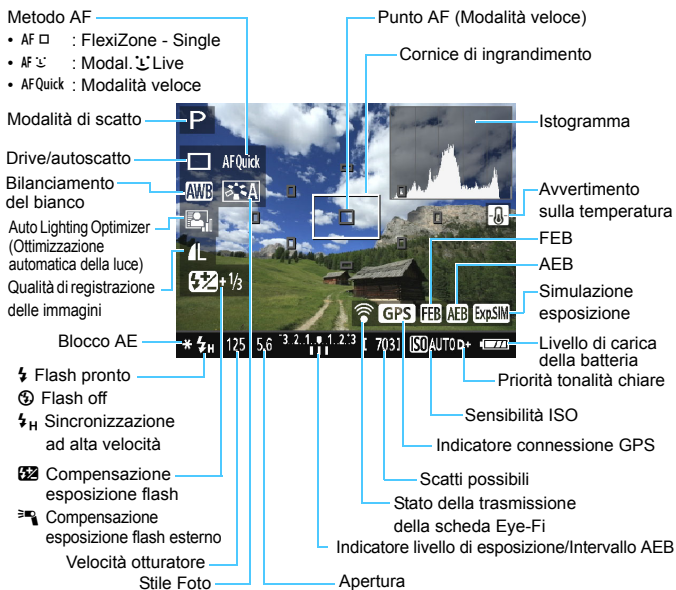 Metodo AF
• AF □ : FlexiZone - Single
• AF : Modal. Live
• AFQuick : Modalità veloce
Modalità di scatto
Drive/autoscatto
Bilanciamento
del bianco
Auto Lighting Optimizer
(Ottimizzazione
automatica della luce)
Qualità di registrazione
delle immagini
Blocco AE
Flash pronto
Flash off
H Sincronizzazione
ad alta velocità
Compensazione
esposizione flash
Compensazione
esposizione flash esterno
Velocità otturatore
Stile Foto
Punto AF (Modalità veloce)
Cornice di ingrandimento
Istogramma
Avvertimento
sulla temperatura
FEB
AEB
Simulazione
esposizione
Livello di carica
della batteria
Priorità tonalità chiare
Sensibilità ISO
Indicatore connessione GPS
Scatti possibili
Stato della trasmissione
della scheda Eye-Fi
Indicatore livello di esposizione/Intervallo AEB
Apertura
P
AFQuick
AWB A
L
+1/3
GPS FEB AEB Exp.SIM
* H 125 5.6 -3..2..1..1..2.:3 [ 703] ISO AUTO D+